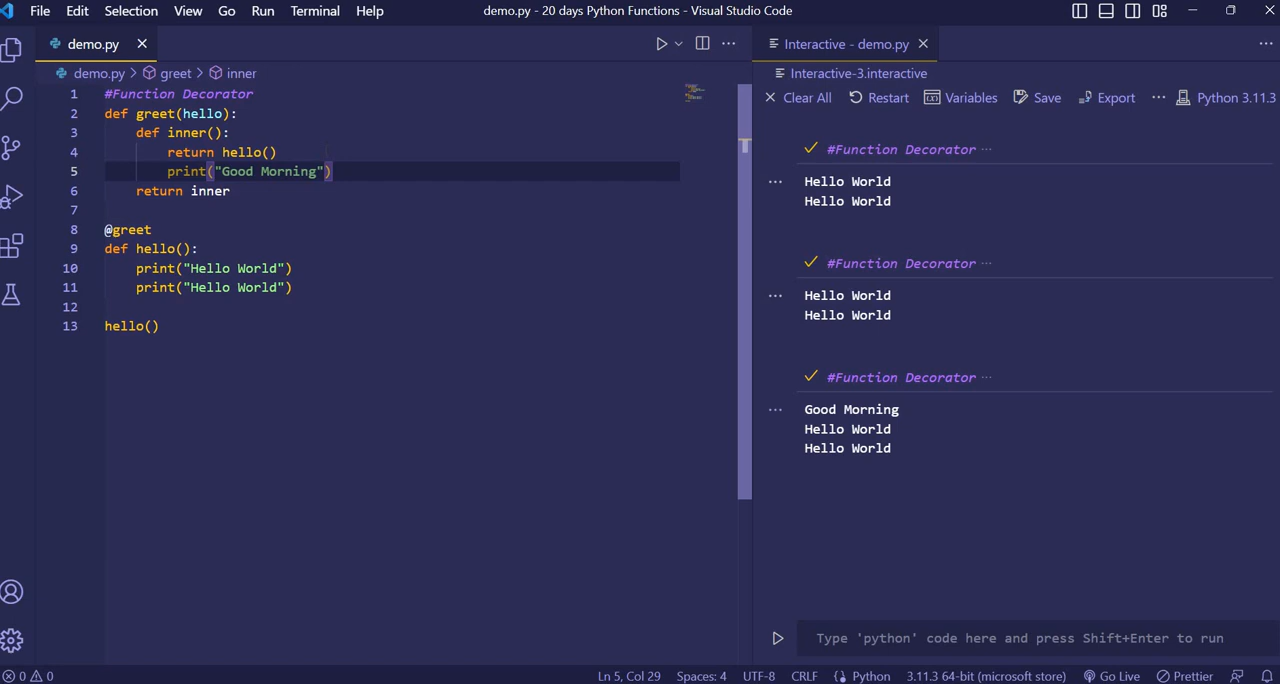 File Edit Selection View Go Run Terminal Help demo.py - 20 days Python Functions - Visual Studio Code
demo.py
demo.py > greet > inner
1 #Function Decorator
2 def greet(hello):
3     def inner():
4         return hello()
5         print("Good Morning")
6     return inner
7
8 @greet
9 def hello():
10     print("Hello World")
11     print("Hello World")
12
13 hello()
Interactive - demo.py
Interactive-3.interactive
Clear All Restart Variables Save Export ... Python 3.11.3
#Function Decorator ...
Hello World
Hello World
#Function Decorator ...
Hello World
Hello World
#Function Decorator ...
Good Morning
Hello World
Hello World
Type 'python' code here and press Shift+Enter to run
0 0 Ln 5, Col 29 Spaces: 4 UTF-8 CRLF Python 3.11.3 64-bit (microsoft store) Go Live Prettier